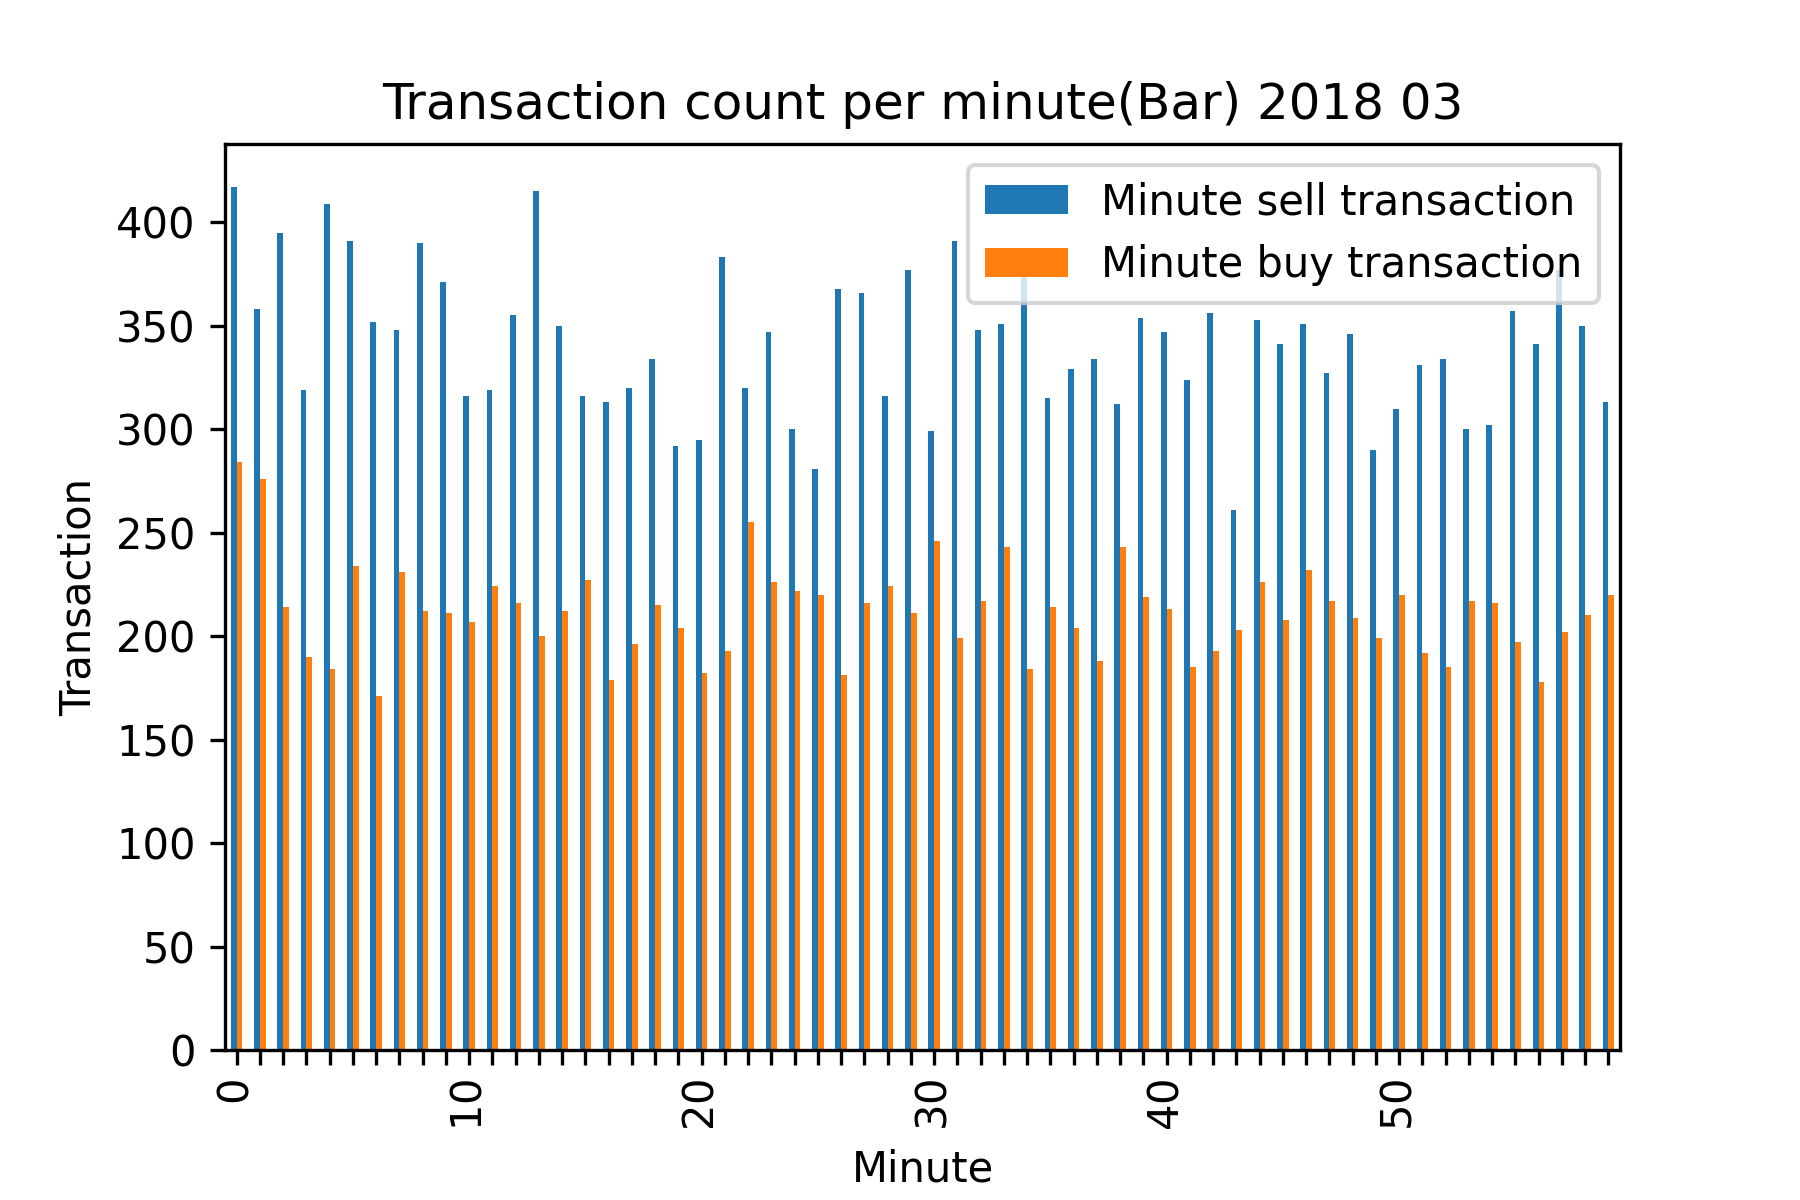 Transaction count per minute(Bar) 2018 03
Minute sell transaction
Minute buy transaction
400
350
300
250
200
150
100
50
0
Transaction
0 10 20 30 40 50
Minute